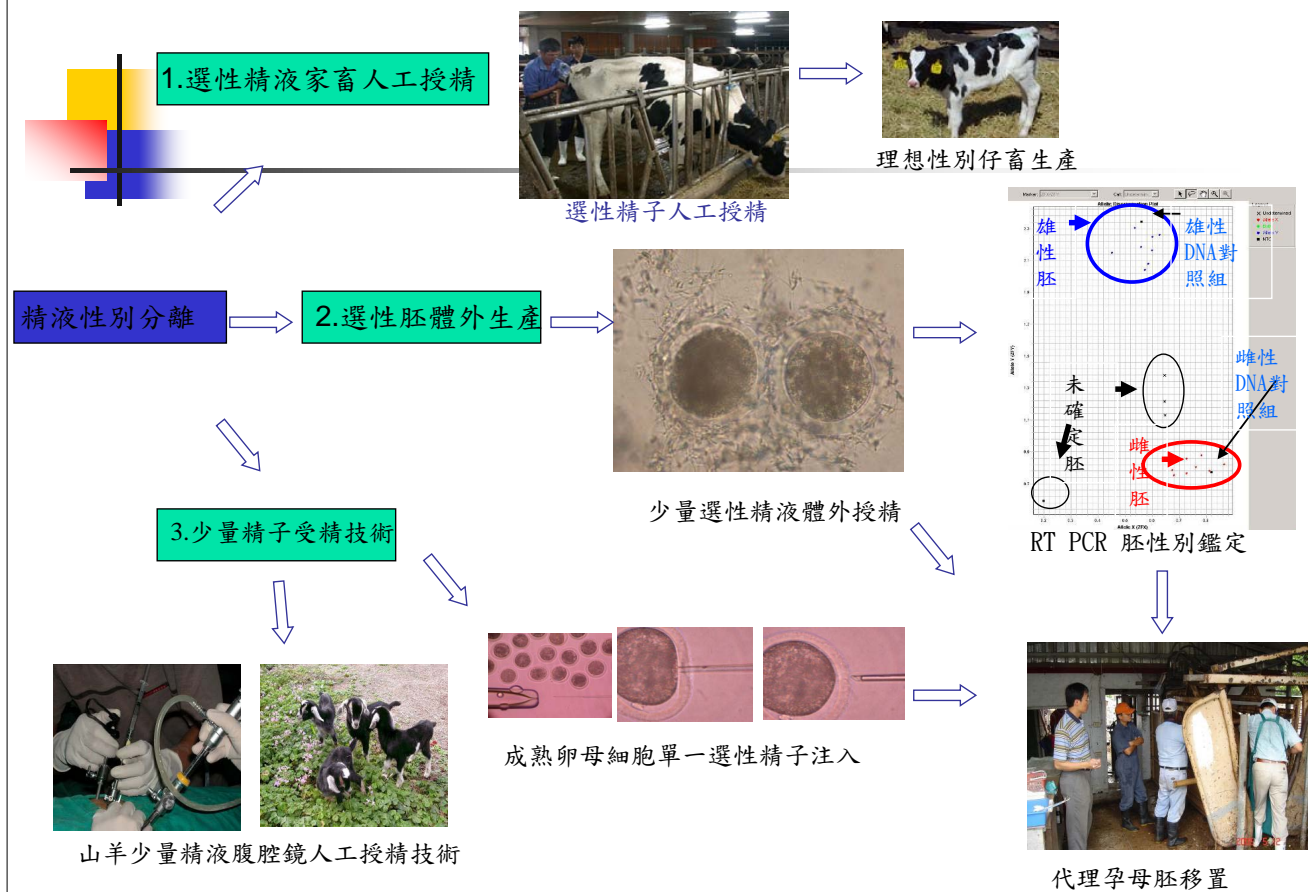 1.選性精液家畜人工授精
理想性別仔畜生產
選性精子人工授精
精液性別分離
2.選性胚體外生產
雄性胚
雄性
DNA對
照組
未確定胚
雌性
DNA對
照組
雌性胚
Allele Y (ZFY)
Allele X (ZFX)
少量選性精液體外授精
RT PCR 胚性別鑑定
3.少量精子受精技術
成熟卵母細胞單一選性精子注入
山羊少量精液腹腔鏡人工授精技術
代理孕母胚移置